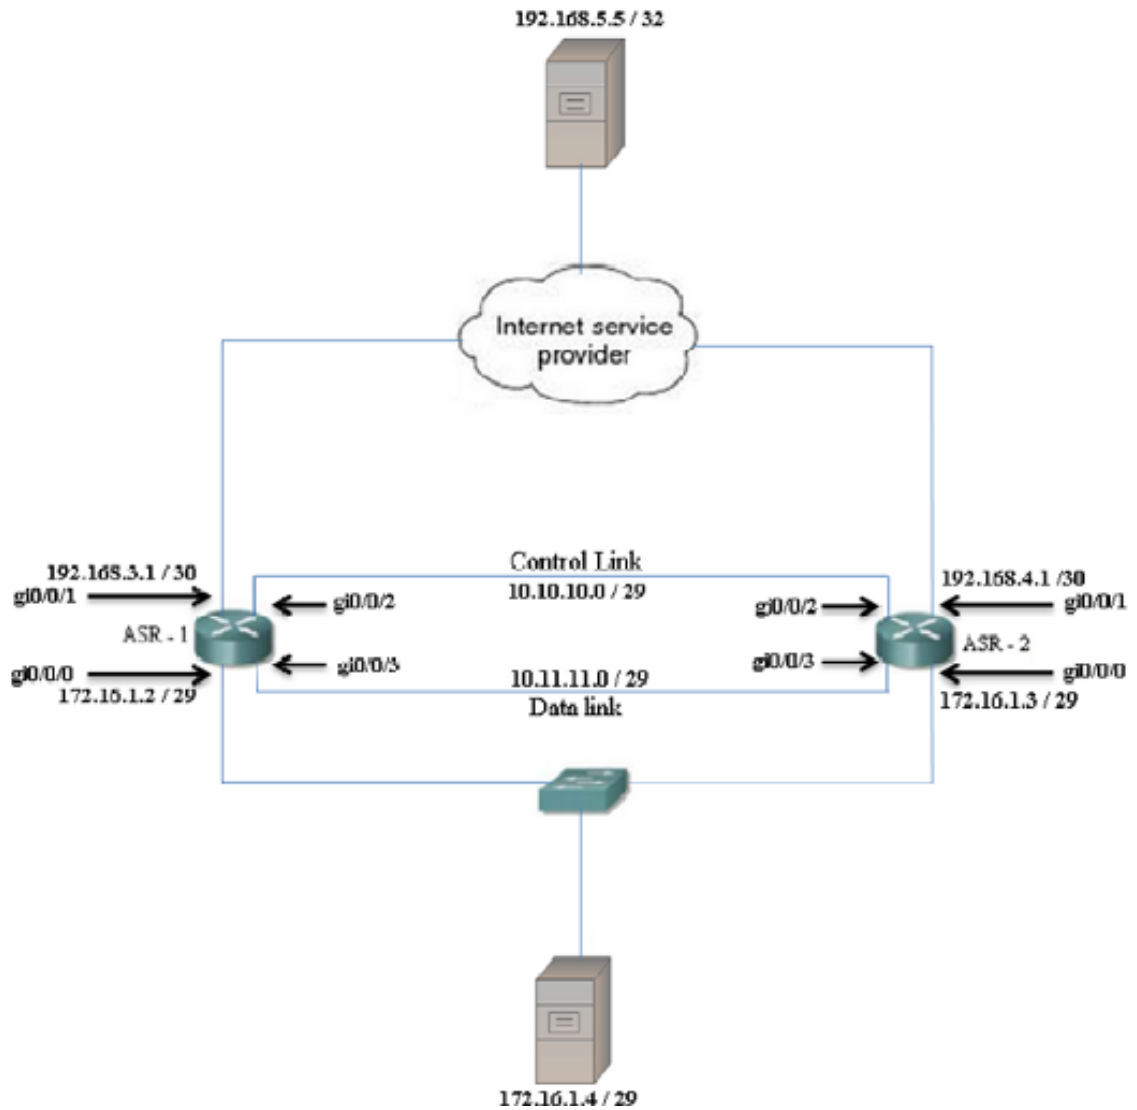 192.168.5.5 / 32
Internet service
provider
Control Link
10.10.10.0 / 29
192.168.3.1 / 30
gi0/0/1
gi0/0/2
ASR - 1
gi0/0/3
gi0/0/0
172.16.1.2 / 29
192.168.4.1 /30
gi0/0/1
gi0/0/2
ASR - 2
gi0/0/3
gi0/0/0
172.16.1.3 / 29
10.11.11.0 / 29
Data link
172.16.1.4 / 29